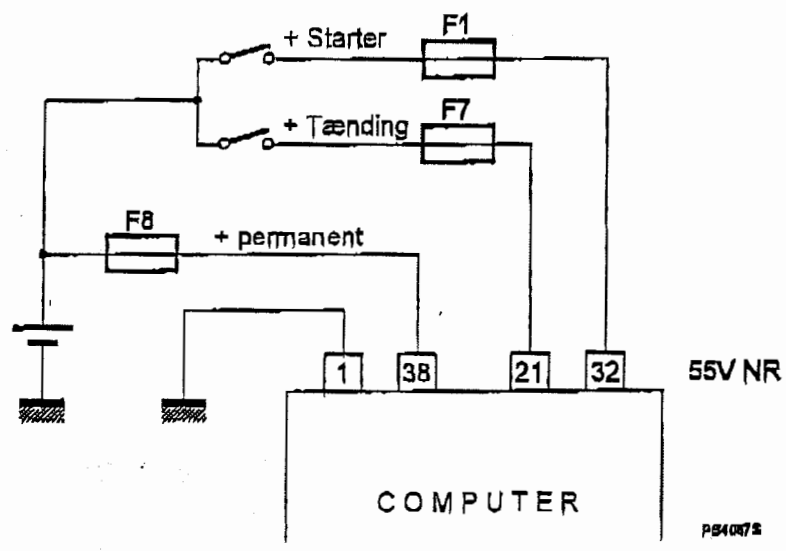 F1
+ Starter
F7
+ Tænding
F8
+ permanent
1
38
21
32
55V NR
COMPUTER